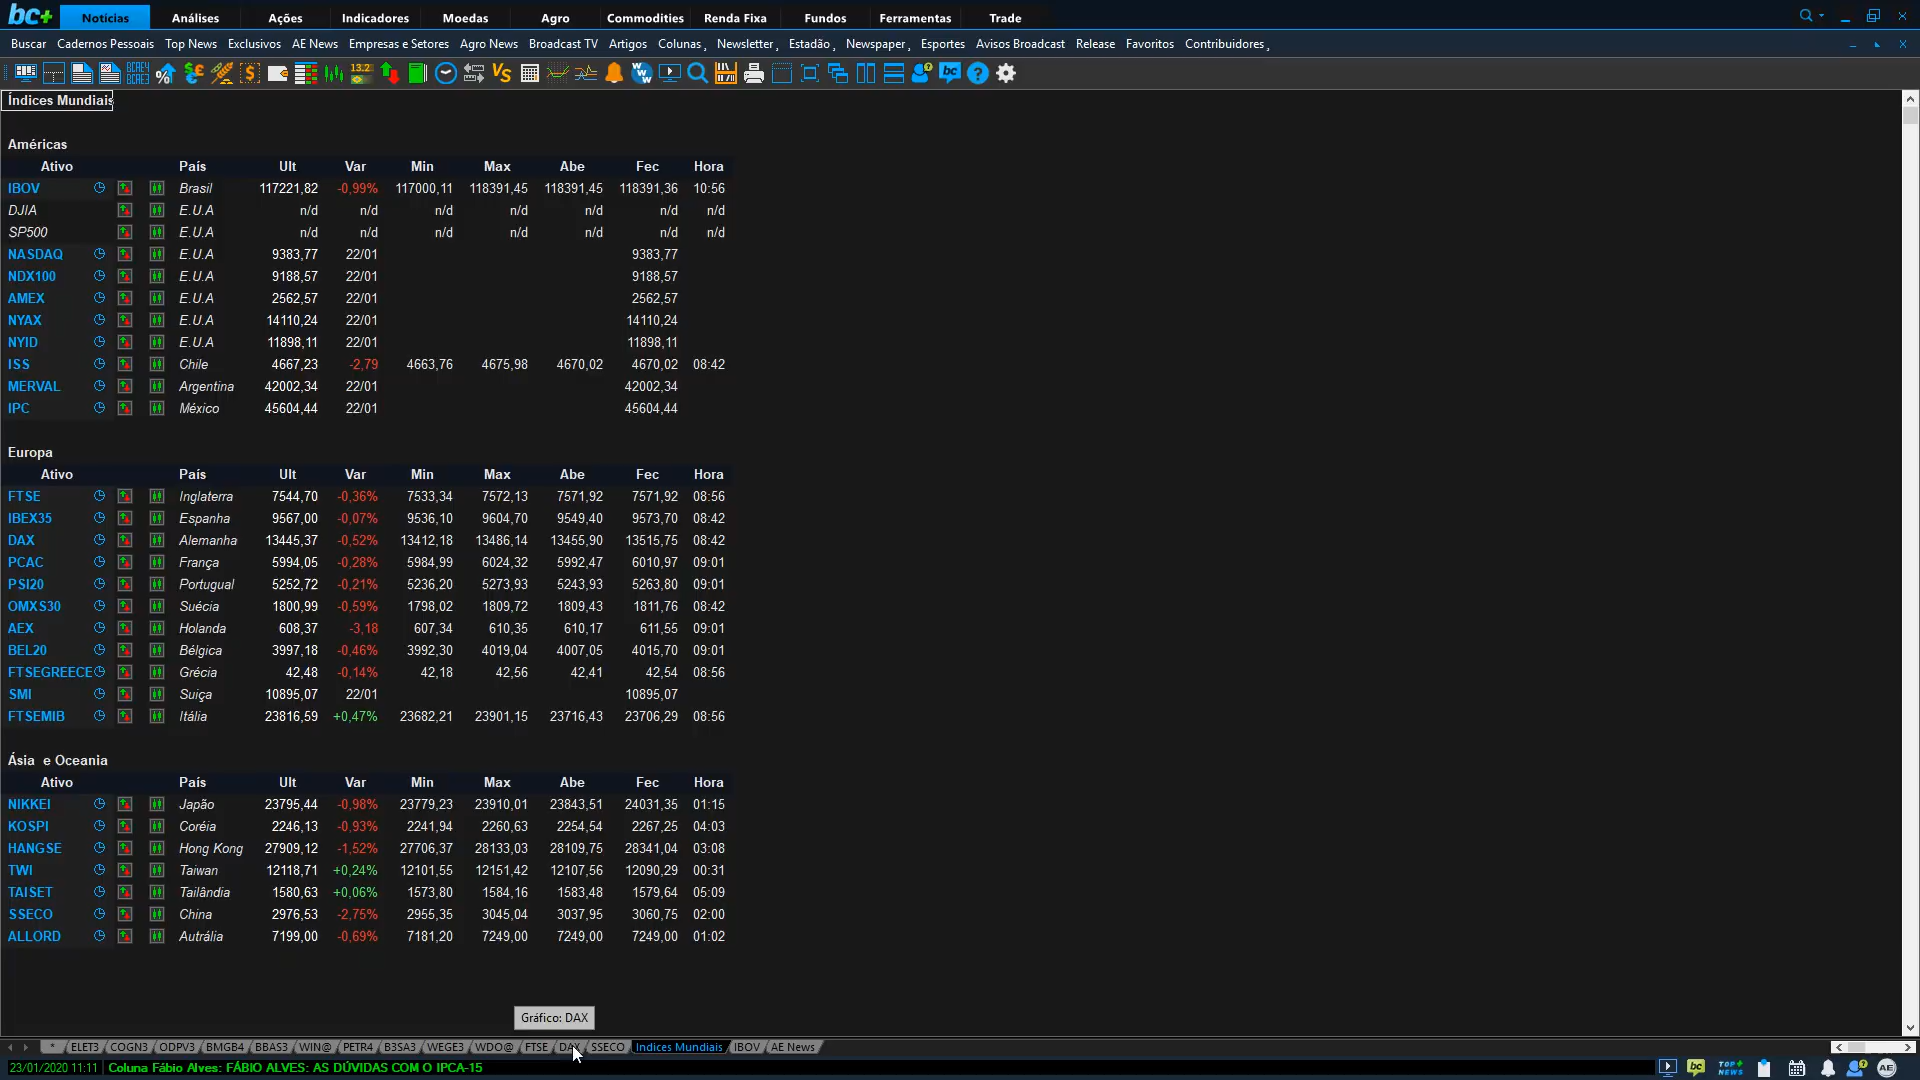 bc+ Notícias Análises Ações Indicadores Moedas Agro Commodities Renda Fixa Fundos Ferramentas Trade
Buscar Cadernos Pessoais Top News Exclusivos AE News Empresas e Setores Agro News Broadcast TV Artigos Colunas Newsletter Estadão Newspaper Esportes Avisos Broadcast Release Favoritos Contribuidores
Índices Mundiais
Américas
Ativo País Ult Var Min Max Abe Fec Hora
IBOV Brasil 117221,82 -0,99% 117000,11 118391,45 118391,45 118391,36 10:56
DJIA E.U.A n/d n/d n/d n/d n/d n/d n/d
SP500 E.U.A n/d n/d n/d n/d n/d n/d n/d
NASDAQ E.U.A 9383,77 22/01 9383,77
NDX100 E.U.A 9188,57 22/01 9188,57
AMEX E.U.A 2562,57 22/01 2562,57
NYAX E.U.A 14110,24 22/01 14110,24
NYID E.U.A 11898,11 22/01 11898,11
ISS Chile 4667,23 -2,79 4663,76 4675,98 4670,02 4670,02 08:42
MERVAL Argentina 42002,34 22/01 42002,34
IPC México 45604,44 22/01 45604,44
Europa
Ativo País Ult Var Min Max Abe Fec Hora
FTSE Inglaterra 7544,70 -0,36% 7533,34 7572,13 7571,92 7571,92 08:56
IBEX35 Espanha 9567,00 -0,07% 9536,10 9604,70 9549,40 9573,70 08:42
DAX Alemanha 13445,37 -0,52% 13412,18 13486,14 13455,90 13515,75 08:42
PCAC França 5994,05 -0,28% 5984,99 6024,32 5992,47 6010,97 09:01
PSI20 Portugual 5252,72 -0,21% 5236,20 5273,93 5243,93 5263,80 09:01
OMXS30 Suécia 1800,99 -0,59% 1798,02 1809,72 1809,43 1811,76 08:42
AEX Holanda 608,37 -3,18 607,34 610,35 610,17 611,55 09:01
BEL20 Bélgica 3997,18 -0,46% 3992,30 4019,04 4007,05 4015,70 09:01
FTSEGREECE Grécia 42,48 -0,14% 42,18 42,56 42,41 42,54 08:56
SMI Suiça 10895,07 22/01 10895,07
FTSEMIB Itália 23816,59 +0,47% 23682,21 23901,15 23716,43 23706,29 08:56
Ásia e Oceania
Ativo País Ult Var Min Max Abe Fec Hora
NIKKEI Japão 23795,44 -0,98% 23779,23 23910,01 23843,51 24031,35 01:15
KOSPI Coréia 2246,13 -0,93% 2241,94 2260,63 2254,54 2267,25 04:03
HANGSE Hong Kong 27909,12 -1,52% 27706,37 28133,03 28109,75 28341,04 03:08
TWI Taiwan 12118,71 +0,24% 12101,55 12151,42 12107,56 12090,29 00:31
TAISET Tailândia 1580,63 +0,06% 1573,80 1584,16 1583,48 1579,64 05:09
SSECO China 2976,53 -2,75% 2955,35 3045,04 3037,95 3060,75 02:00
ALLORD Autrália 7199,00 -0,69% 7181,20 7249,00 7249,00 7249,00 01:02
Gráfico: DAX
* ELET3 COGN3 ODPV3 BMGB4 BBAS3 WIN@ PETR4 B3SA3 WEGE3 WDO@ FTSE DAX SSECO Indices Mundiais IBOV AE News
23/01/2020 11:11 Coluna Fábio Alves: FÁBIO ALVES: AS DÚVIDAS COM O IPCA-15 bc TOP NEWS AE